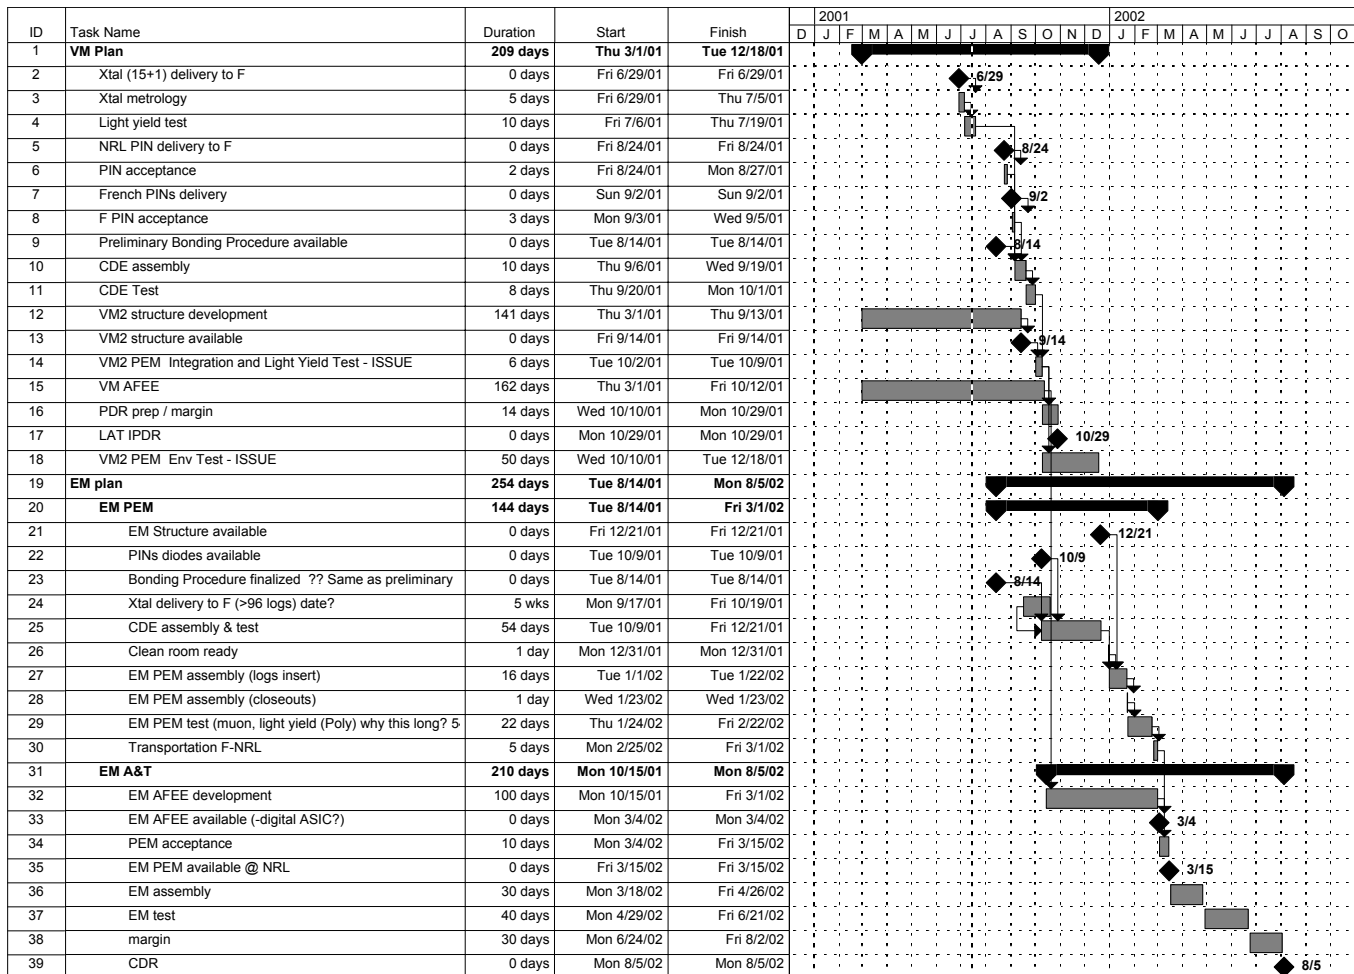 2001 2002
ID Task Name Duration Start Finish D J F M A M J J A S O N D J F M A M J J A S O
1 VM Plan 209 days Thu 3/1/01 Tue 12/18/01
2 Xtal (15+1) delivery to F 0 days Fri 6/29/01 Fri 6/29/01 6/29
3 Xtal metrology 5 days Fri 6/29/01 Thu 7/5/01
4 Light yield test 10 days Fri 7/6/01 Thu 7/19/01
5 NRL PIN delivery to F 0 days Fri 8/24/01 Fri 8/24/01 8/24
6 PIN acceptance 2 days Fri 8/24/01 Mon 8/27/01
7 French PINs delivery 0 days Sun 9/2/01 Sun 9/2/01 9/2
8 F PIN acceptance 3 days Mon 9/3/01 Wed 9/5/01
9 Preliminary Bonding Procedure available 0 days Tue 8/14/01 Tue 8/14/01 8/14
10 CDE assembly 10 days Thu 9/6/01 Wed 9/19/01
11 CDE Test 8 days Thu 9/20/01 Mon 10/1/01
12 VM2 structure development 141 days Thu 3/1/01 Thu 9/13/01
13 VM2 structure available 0 days Fri 9/14/01 Fri 9/14/01 9/14
14 VM2 PEM Integration and Light Yield Test - ISSUE 6 days Tue 10/2/01 Tue 10/9/01
15 VM AFEE 162 days Thu 3/1/01 Fri 10/12/01
16 PDR prep / margin 14 days Wed 10/10/01 Mon 10/29/01
17 LAT IPDR 0 days Mon 10/29/01 Mon 10/29/01 10/29
18 VM2 PEM Env Test - ISSUE 50 days Wed 10/10/01 Tue 12/18/01
19 EM plan 254 days Tue 8/14/01 Mon 8/5/02
20 EM PEM 144 days Tue 8/14/01 Fri 3/1/02
21 EM Structure available 0 days Fri 12/21/01 Fri 12/21/01 12/21
22 PINs diodes available 0 days Tue 10/9/01 Tue 10/9/01 10/9
23 Bonding Procedure finalized ?? Same as preliminary 0 days Tue 8/14/01 Tue 8/14/01 8/14
24 Xtal delivery to F (>96 logs) date? 5 wks Mon 9/17/01 Fri 10/19/01
25 CDE assembly & test 54 days Tue 10/9/01 Fri 12/21/01
26 Clean room ready 1 day Mon 12/31/01 Mon 12/31/01
27 EM PEM assembly (logs insert) 16 days Tue 1/1/02 Tue 1/22/02
28 EM PEM assembly (closeouts) 1 day Wed 1/23/02 Wed 1/23/02
29 EM PEM test (muon, light yield (Poly) why this long? 5 22 days Thu 1/24/02 Fri 2/22/02
30 Transportation F-NRL 5 days Mon 2/25/02 Fri 3/1/02
31 EM A&T 210 days Mon 10/15/01 Mon 8/5/02
32 EM AFEE development 100 days Mon 10/15/01 Fri 3/1/02
33 EM AFEE available (-digital ASIC?) 0 days Mon 3/4/02 Mon 3/4/02 3/4
34 PEM acceptance 10 days Mon 3/4/02 Fri 3/15/02
35 EM PEM available @ NRL 0 days Fri 3/15/02 Fri 3/15/02 3/15
36 EM assembly 30 days Mon 3/18/02 Fri 4/26/02
37 EM test 40 days Mon 4/29/02 Fri 6/21/02
38 margin 30 days Mon 6/24/02 Fri 8/2/02
39 CDR 0 days Mon 8/5/02 Mon 8/5/02 8/5